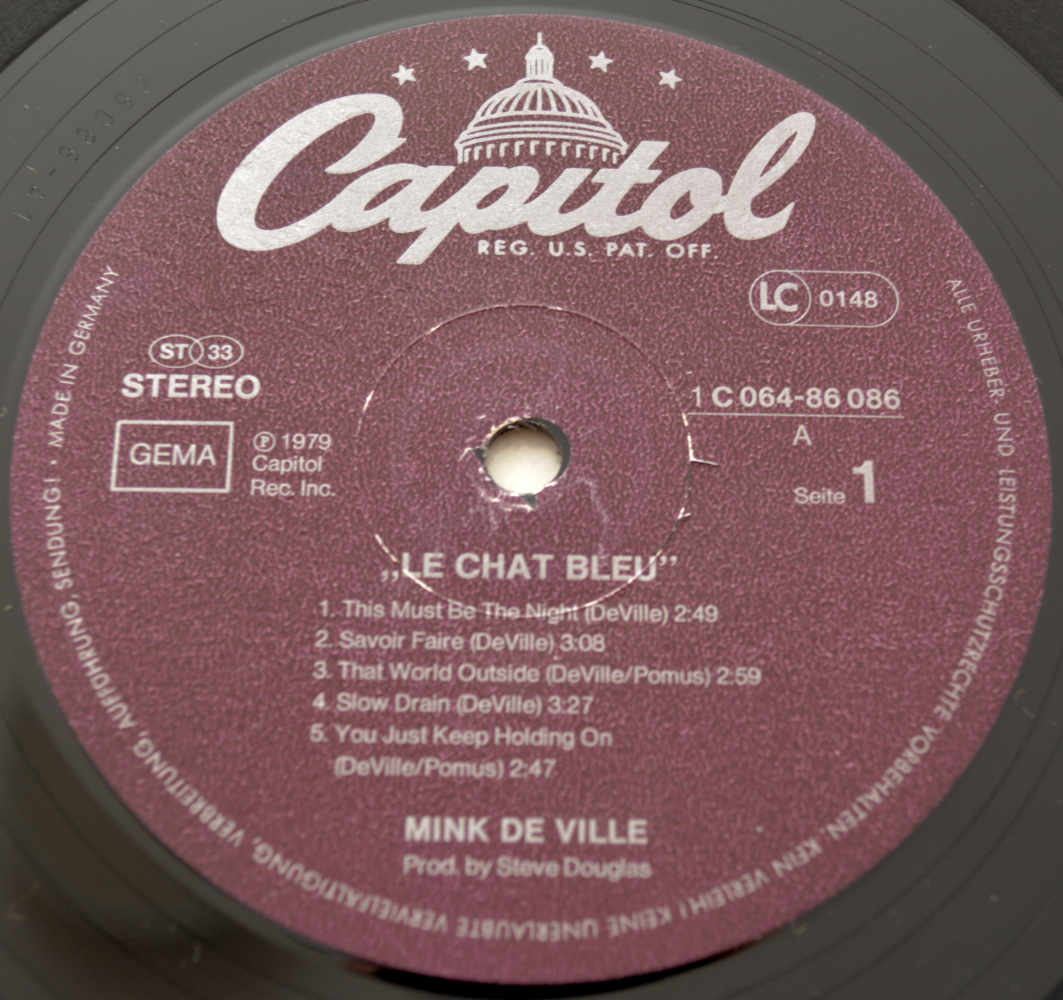 Capitol
REG. U.S. PAT. OFF.
LC 0148
ST 33
STEREO
GEMA
℗ 1979
Capitol
Rec. Inc.
1 C 064-86 086
A
Seite 1
„LE CHAT BLEU”
1. This Must Be The Night (DeVille) 2:49
2. Savoir Faire (DeVille) 3:08
3. That World Outside (DeVille/Pomus) 2:59
4. Slow Drain (DeVille) 3:27
5. You Just Keep Holding On
(DeVille/Pomus) 2:47
MINK DE VILLE
Prod. by Steve Douglas
ALLE URHEBER UND LEISTUNGSSCHUTZRECHTE VORBEHALTEN. KEIN VERLEIH! KEINE UNERLAUBTE VERVIELFÄLTIGUNG, VERBREITUNG, AUFFÜHRUNG, SENDUNG! • MADE IN GERMANY